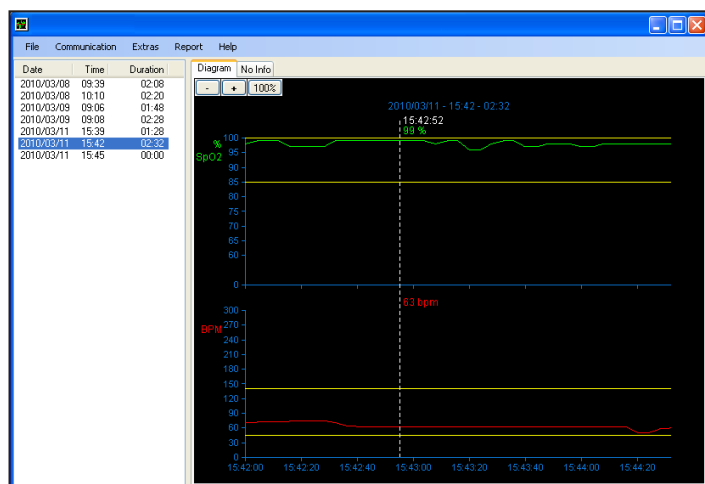 File Communication Extras Report Help
Date Time Duration
2010/03/08 09:39 02:08
2010/03/08 10:10 02:20
2010/03/09 09:06 01:48
2010/03/09 09:08 02:28
2010/03/11 15:39 01:28
2010/03/11 15:42 02:32
2010/03/11 15:45 00:00
Diagram No Info
- + 100%
2010/03/11 - 15:42 - 02:32
15:42:52
99 %
% SpO2
100
95
90
85
80
75
70
65
60
0
63 bpm
BPM
300
270
240
210
180
150
120
90
60
30
0
15:42:00 15:42:20 15:42:40 15:43:00 15:43:20 15:43:40 15:44:00 15:44:20